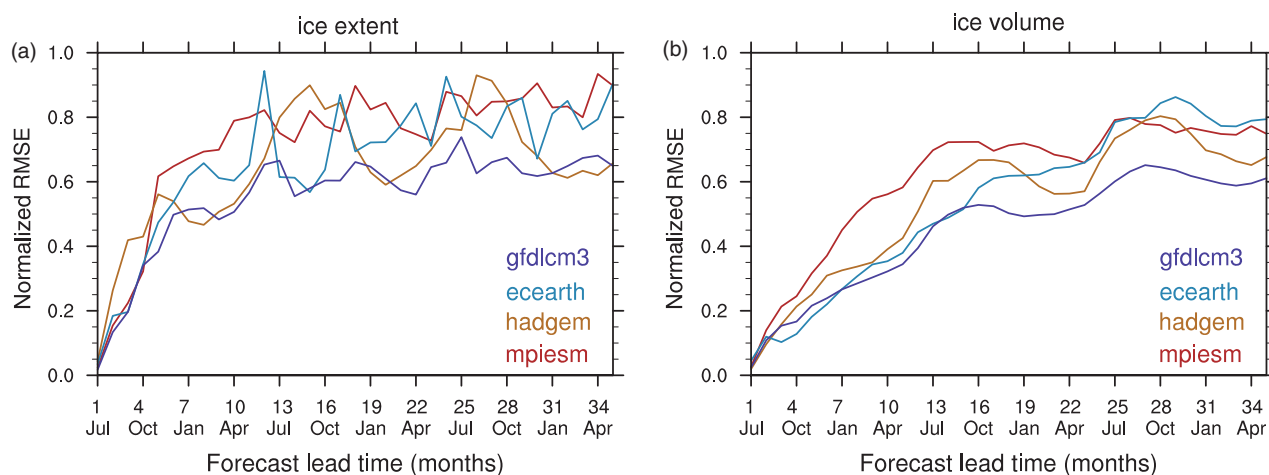 ice extent
(a)
Normalized RMSE
1.0
0.8
0.6
0.4
0.2
0.0
gfdlcm3
ecearth
hadgem
mpiesm
1 4 7 10 13 16 19 22 25 28 31 34
Jul Oct Jan Apr Jul Oct Jan Apr Jul Oct Jan Apr
Forecast lead time (months)
ice volume
(b)
Normalized RMSE
1.0
0.8
0.6
0.4
0.2
0.0
gfdlcm3
ecearth
hadgem
mpiesm
1 4 7 10 13 16 19 22 25 28 31 34
Jul Oct Jan Apr Jul Oct Jan Apr Jul Oct Jan Apr
Forecast lead time (months)